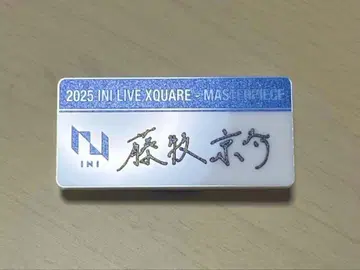 2025 INI LIVE XQUARE - MASTERPIECE
INI
藤牧 京介